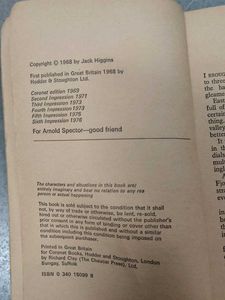 Copyright © 1968 by Jack Higgins
First published in Great Britain 1968 by
Hodder & Stoughton Ltd.
Coronet edition 1969
Second Impression 1971
Third Impression 1973
Fourth Impression 1973
Fifth Impression 1975
Sixth Impression 1976
For Arnold Spector—good friend
The characters and situations in this book are
entirely imaginary and bear no relation to any real
person or actual happening
This book is sold subject to the condition that it shall
not, by way of trade or otherwise, be lent, re-sold,
hired out or otherwise circulated without the publisher's
prior consent in any form of binding or cover other than
that in which this is published and without a similar
condition including this condition being imposed on
the subsequent purchaser.
Printed in Great Britain
for Coronet Books, Hodder and Stoughton, London
by Richard Clay (The Chaucer Press), Ltd.
Bungay, Suffolk
ISBN 0 340 15099 8